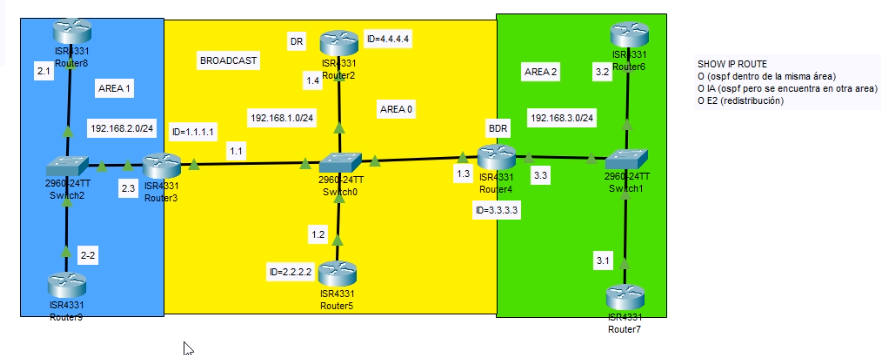 ISR4331
Router8
2.1
AREA 1
192.168.2.0/24
2960-24TT
Switch2
2.3
2-2
ISR4331
Router9
ID=1.1.1.1
ISR4331
Router3
BROADCAST
DR
ID=4.4.4.4
ISR4331
Router2
1.4
AREA 0
192.168.1.0/24
1.1
2960-24TT
Switch0
1.2
ID=2.2.2.2
ISR4331
Router5
BDR
1.3
ISR4331
Router4
ID=3.3.3.3
AREA 2
3.2
ISR4331
Router6
192.168.3.0/24
3.3
2960-24TT
Switch1
3.1
ISR4331
Router7
SHOW IP ROUTE
O (ospf dentro de la misma área)
O IA (ospf pero se encuentra en otra area)
O E2 (redistribución)